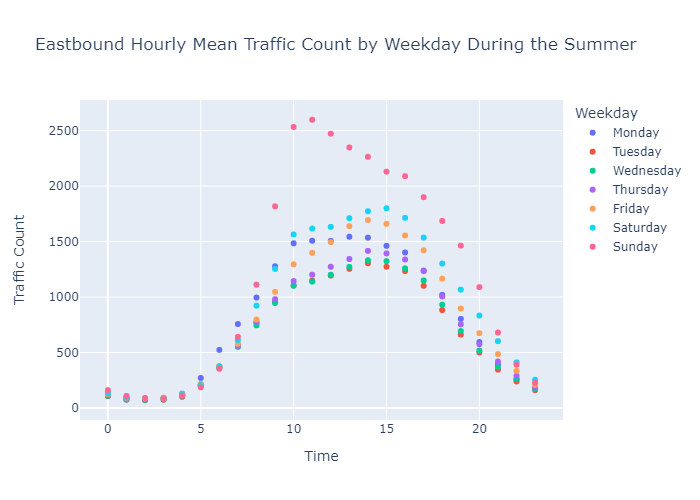 Eastbound Hourly Mean Traffic Count by Weekday During the Summer
Weekday
Monday
Tuesday
Wednesday
Thursday
Friday
Saturday
Sunday
2500
2000
1500
1000
500
0
Traffic Count
0 5 10 15 20
Time